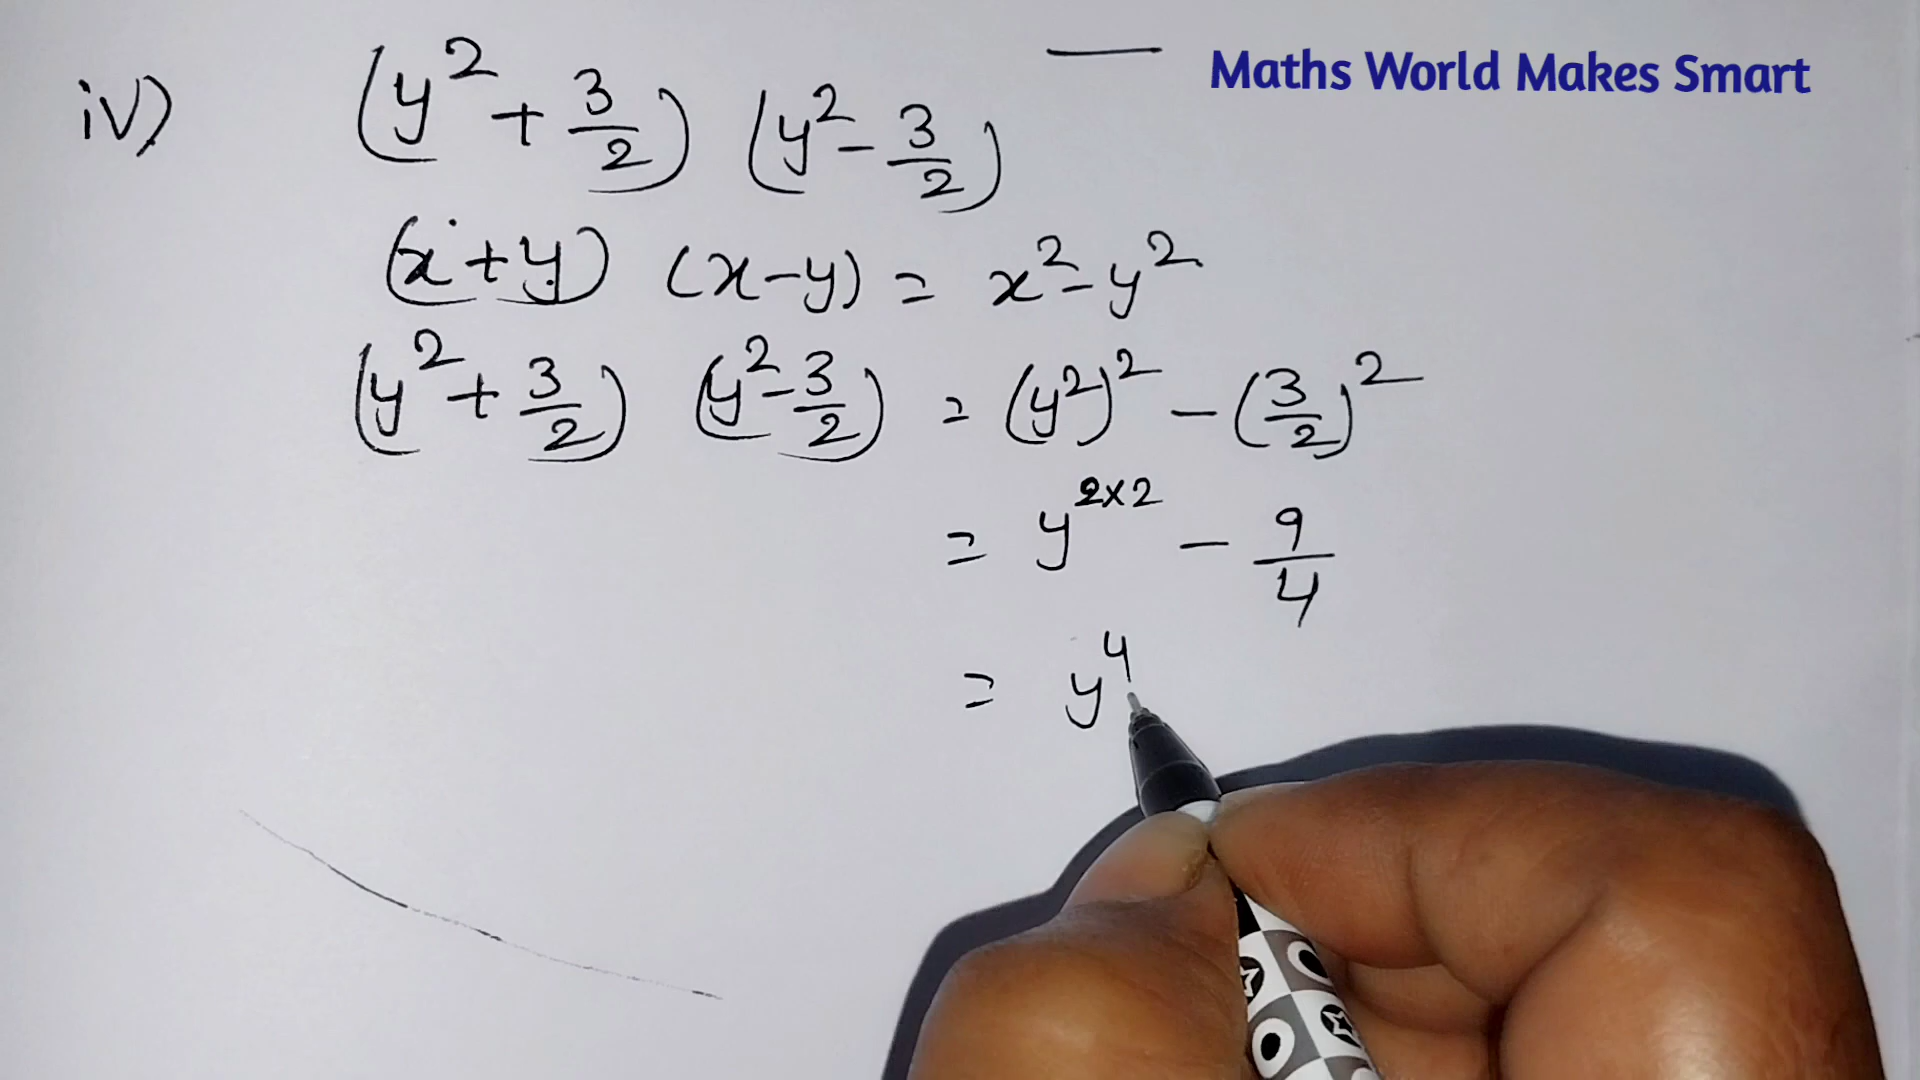 Maths World Makes Smart
iv) (y² + 3/2) (y² - 3/2)
(x + y) (x - y) = x² - y²
(y² + 3/2) (y² - 3/2) = (y²)² - (3/2)²
= y^(2×2) - 9/4
= y⁴